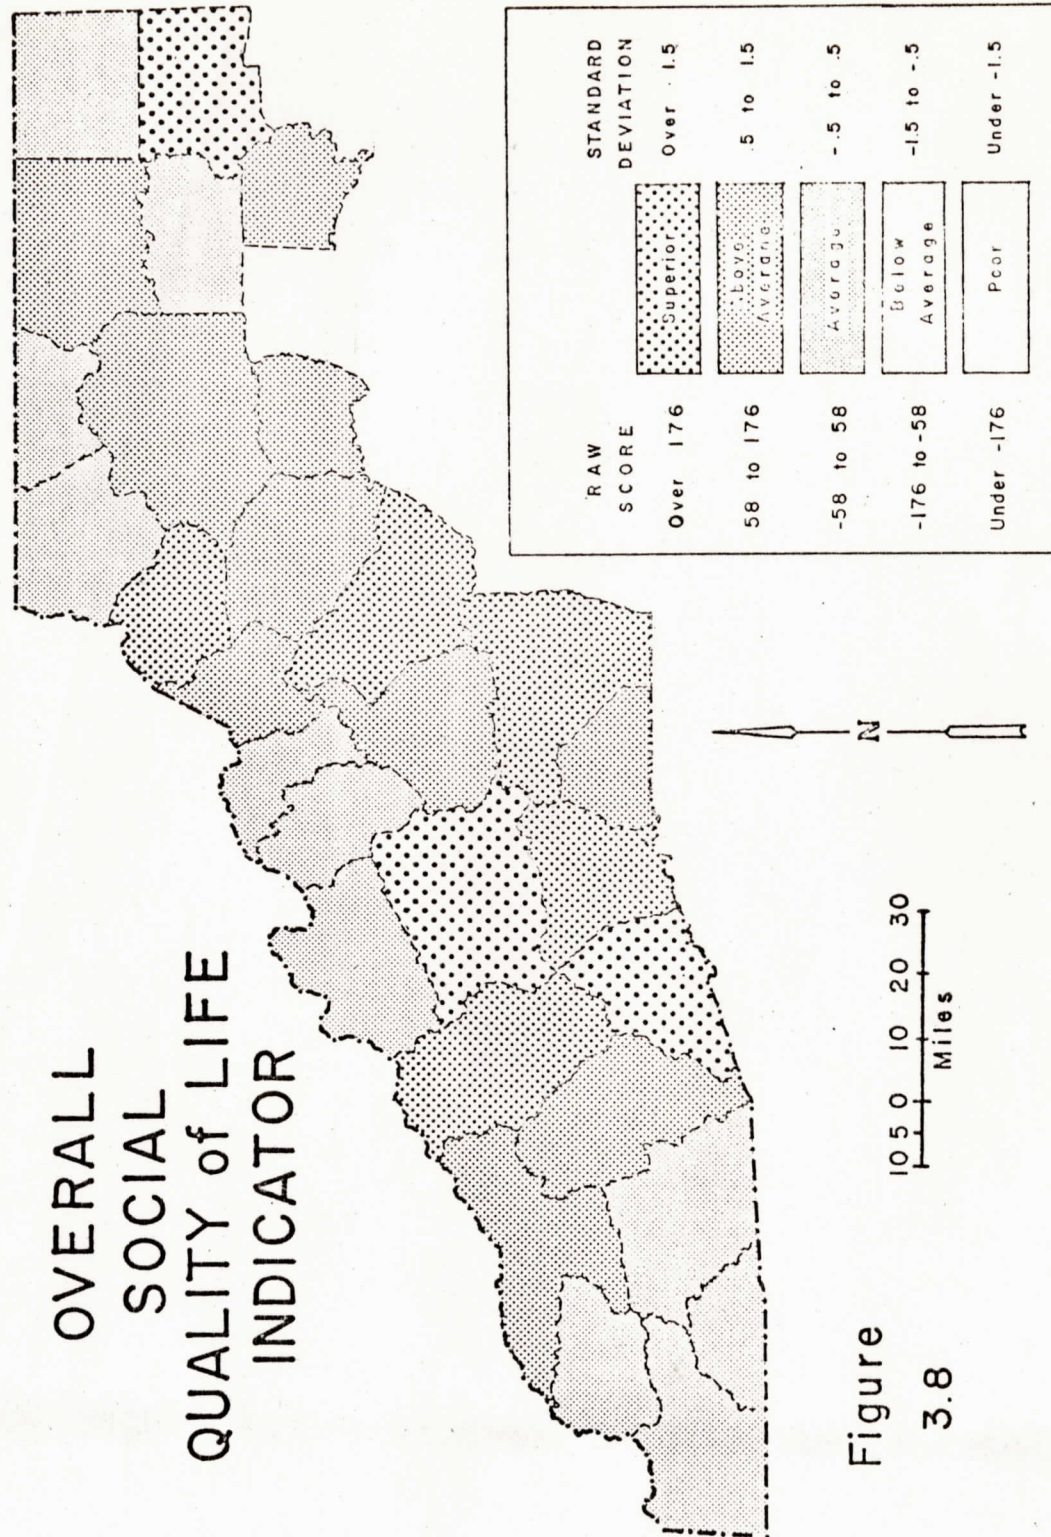 OVERALL
SOCIAL
QUALITY of LIFE
INDICATOR
Figure
3.8
10 5 0 10 20 30
Miles
N
RAW
SCORE
STANDARD
DEVIATION
Over 176
Superior
Over 1.5
58 to 176
Above
Average
.5 to 1.5
-58 to 58
Average
-.5 to .5
-176 to -58
Below
Average
-1.5 to -.5
Under -176
Poor
Under -1.5